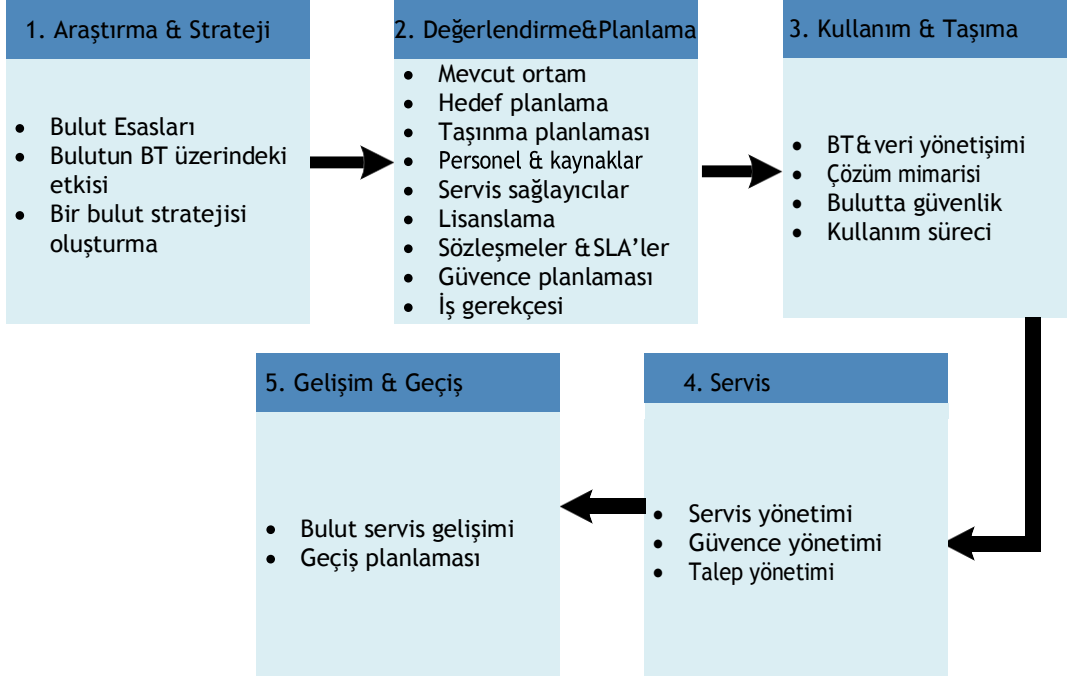 1. Araştırma & Strateji
• Bulut Esasları
• Bulutun BT üzerindeki
etkisi
• Bir bulut stratejisi
oluşturma
2. Değerlendirme&Planlama
• Mevcut ortam
• Hedef planlama
• Taşınma planlaması
• Personel & kaynaklar
• Servis sağlayıcılar
• Lisanslama
• Sözleşmeler &SLA’ler
• Güvence planlaması
• İş gerekçesi
3. Kullanım & Taşıma
• BT&veri yönetişimi
• Çözüm mimarisi
• Bulutta güvenlik
• Kullanım süreci
4. Servis
• Servis yönetimi
• Güvence yönetimi
• Talep yönetimi
5. Gelişim & Geçiş
• Bulut servis gelişimi
• Geçiş planlaması